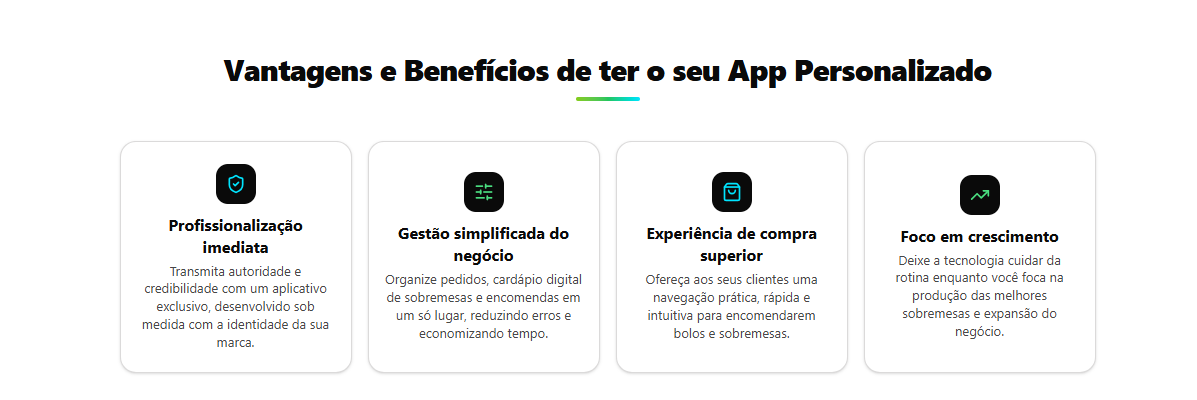 Vantagens e Benefícios de ter o seu App Personalizado
Profissionalização
imediata
Transmita autoridade e
credibilidade com um aplicativo
exclusivo, desenvolvido sob
medida com a identidade da sua
marca.
Gestão simplificada do
negócio
Organize pedidos, cardápio digital
de sobremesas e encomendas em
um só lugar, reduzindo erros e
economizando tempo.
Experiência de compra
superior
Ofereça aos seus clientes uma
navegação prática, rápida e
intuitiva para encomendarem
bolos e sobremesas.
Foco em crescimento
Deixe a tecnologia cuidar da
rotina enquanto você foca na
produção das melhores
sobremesas e expansão do
negócio.